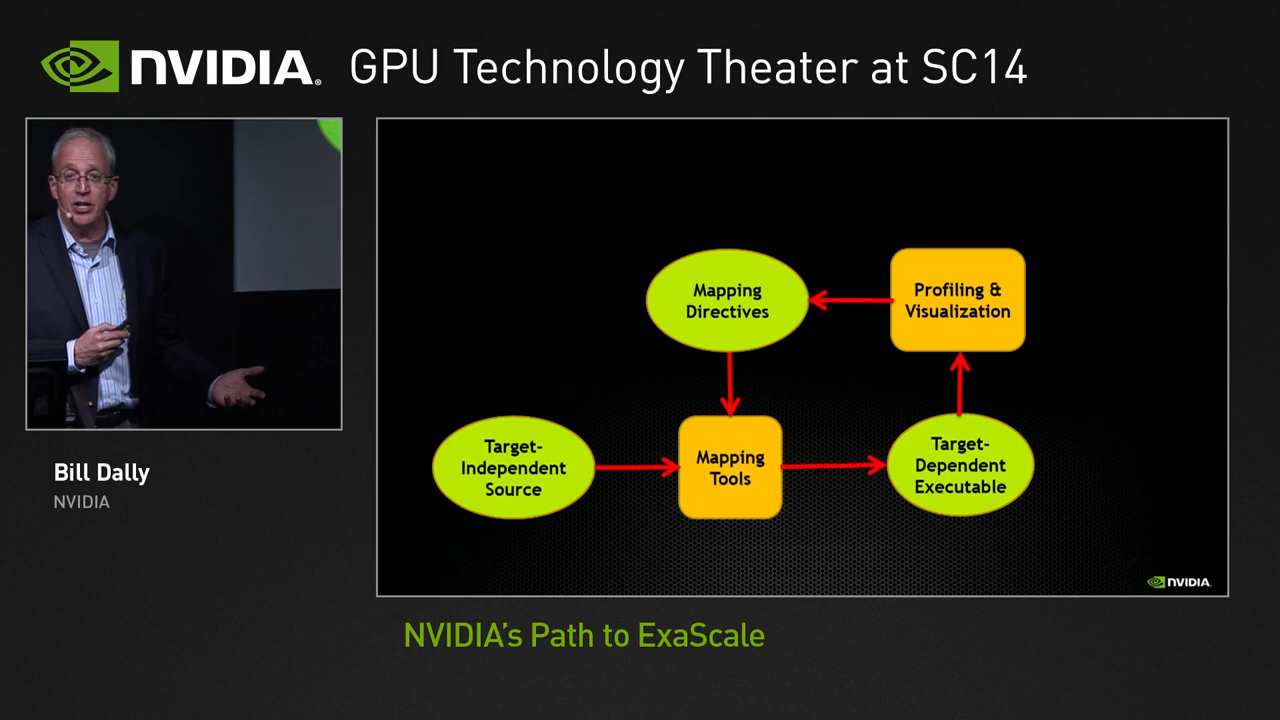 NVIDIA. GPU Technology Theater at SC14
Mapping
Directives
Profiling &
Visualization
Target-
Independent
Source
Mapping
Tools
Target-
Dependent
Executable
Bill Dally
NVIDIA
NVIDIA.
NVIDIA's Path to ExaScale